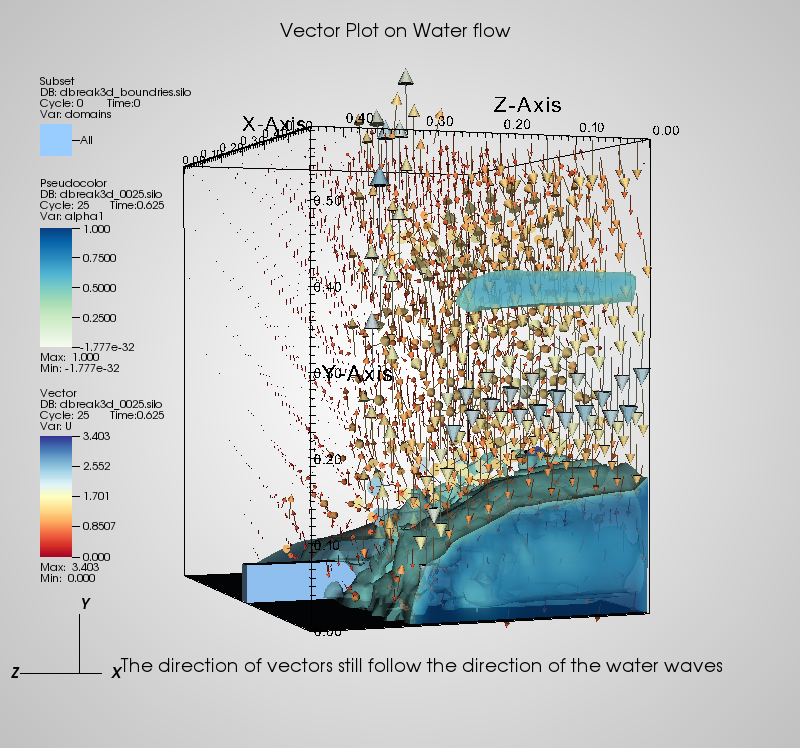 Vector Plot on Water flow
Subset
DB: dbreak3d_boundries.silo
Cycle: 0 Time:0
Var: domains
All
Pseudocolor
DB: dbreak3d_0025.silo
Cycle: 25 Time:0.625
Var: alpha1
1.000
0.7500
0.5000
0.2500
-1.777e-32
Max: 1.000
Min: -1.777e-32
Vector
DB: dbreak3d_0025.silo
Cycle: 25 Time:0.625
Var: U
3.403
2.552
1.701
0.8507
0.000
Max: 3.403
Min: 0.000
X-Axis
Z-Axis
0.40
0.30
0.20
0.10
0.00
Y-Axis
0.50
0.40
0.20
0.10
0.00
Y
Z
X
The direction of vectors still follow the direction of the water waves